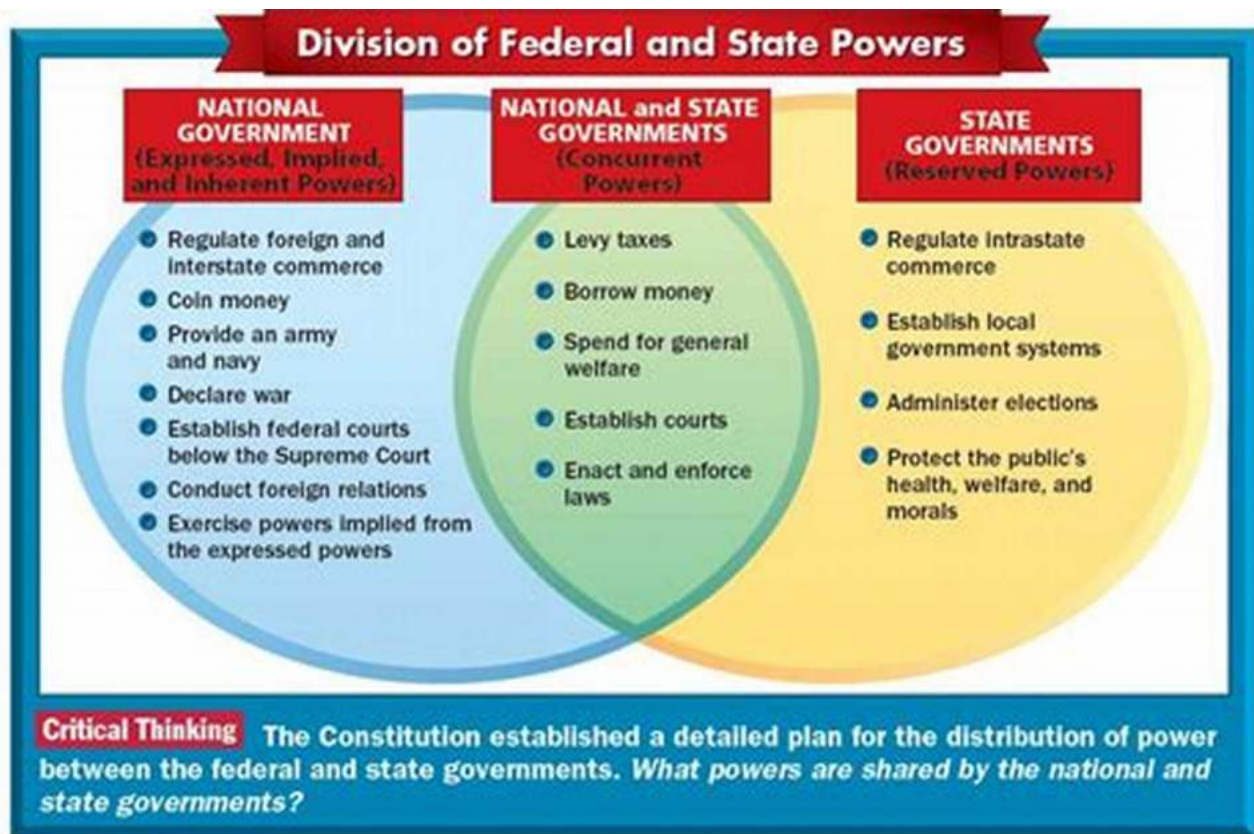 Division of Federal and State Powers
NATIONAL
GOVERNMENT
(Expressed, Implied,
and Inherent Powers)
Regulate foreign and
interstate commerce
Coin money
Provide an army
and navy
Declare war
Establish federal courts
below the Supreme Court
Conduct foreign relations
Exercise powers implied from
the expressed powers
NATIONAL and STATE
GOVERNMENTS
(Concurrent
Powers)
Levy taxes
Borrow money
Spend for general
welfare
Establish courts
Enact and enforce
laws
STATE
GOVERNMENTS
(Reserved Powers)
Regulate intrastate
commerce
Establish local
government systems
Administer elections
Protect the public's
health, welfare, and
morals
Critical Thinking The Constitution established a detailed plan for the distribution of power
between the federal and state governments. What powers are shared by the national and
state governments?